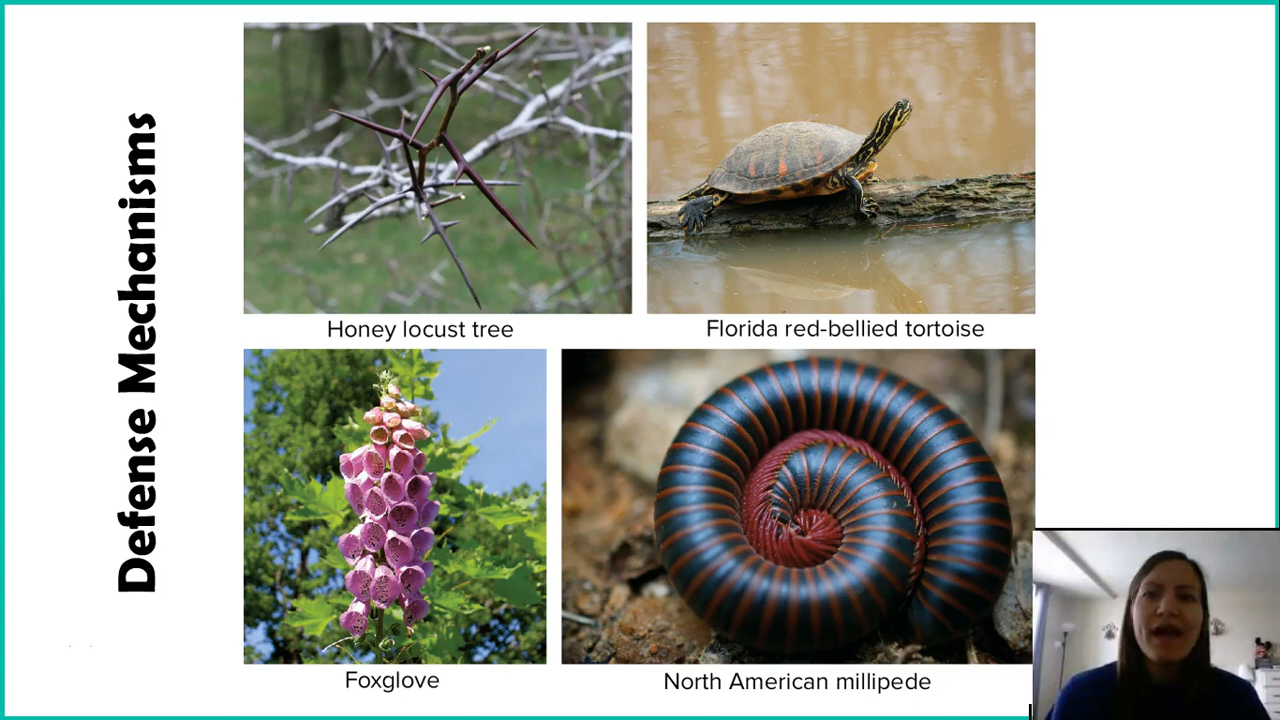 Defense Mechanisms
Honey locust tree
Florida red-bellied tortoise
Foxglove
North American millipede